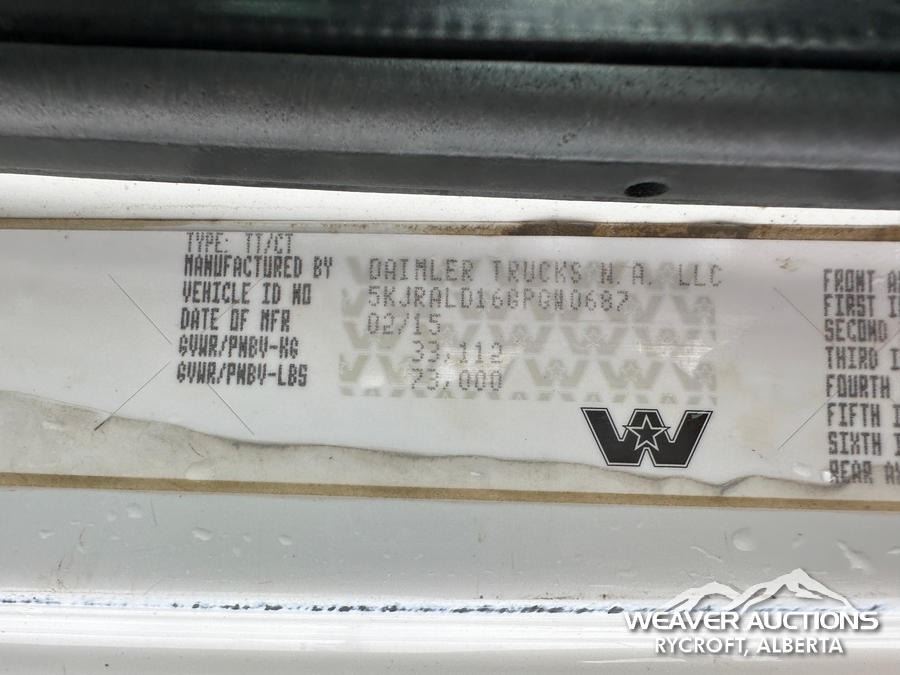 TYPE: TT/CT
MANUFACTURED BY DAIMLER TRUCKS N.A. LLC
VEHICLE ID NO 5KJRALD16GPGW0687
DATE OF MFR 02/15
GVWR/PNBV-KG 33,112
GVWR/PNBV-LBS 73,000
FRONT
FIRST
SECOND
THIRD
FOURTH
FIFTH
SIXTH
REAR
WEAVER AUCTIONS
RYCROFT, ALBERTA